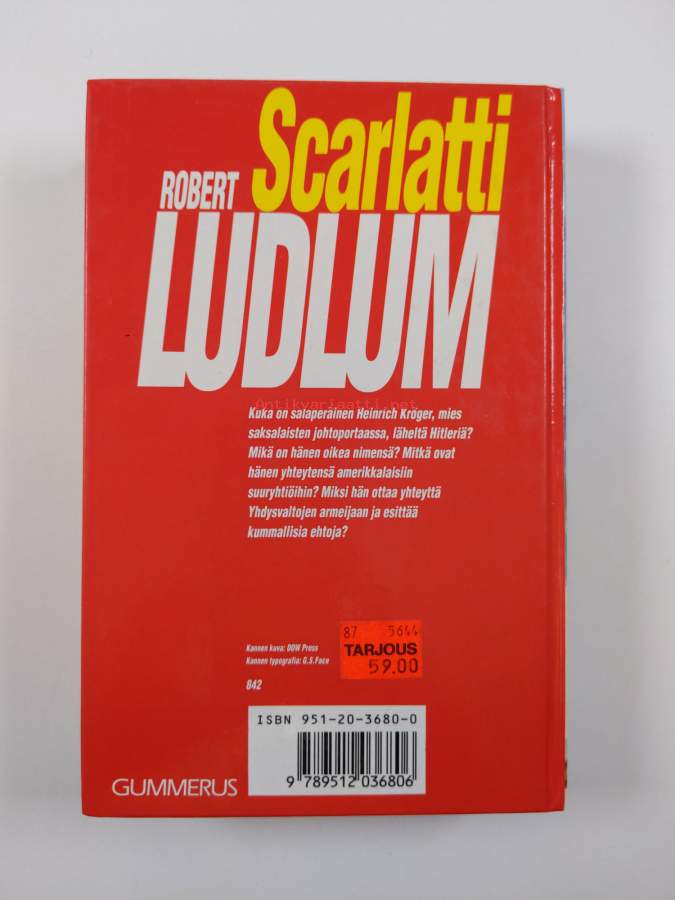 Scarlatti
ROBERT
LUDLUM
Antikvariaatti.net
Kuka on salaperäinen Heinrich Kröger, mies
saksalaisten johtoportaassa, läheltä Hitleriä?
Mikä on hänen oikea nimensä? Mitkä ovat
hänen yhteytensä amerikkalaisiin
suuryhtiöihin? Miksi hän ottaa yhteyttä
Yhdysvaltojen armeijaan ja esittää
kummallisia ehtoja?
87 5644
TARJOUS
59.00
Kannen kuva: DDW Press
Kannen typografia: G.S.Face
842
ISBN 951-20-3680-0
9 789512 036806
GUMMERUS